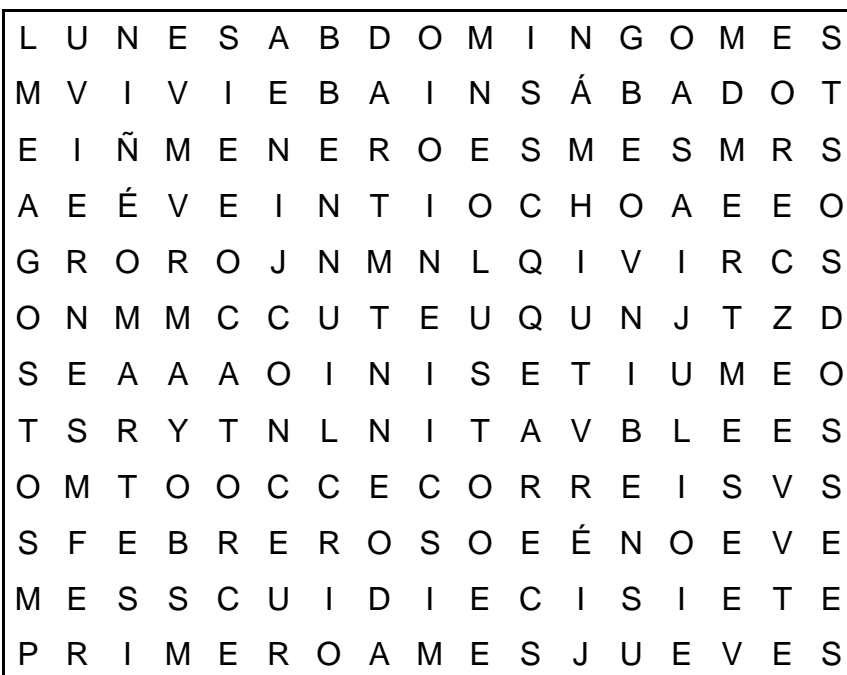 L U N E S A B D O M I N G O M E S
M V I V I E B A I N S Á B A D O T
E I Ñ M E N E R O E S M E S M R S
A E É V E I N T I O C H O A E E O
G R O R O J N M N L Q I V I R C S
O N M M C C U T E U Q U N J T Z D
S E A A A O I N I S E T I U M E O
T S R Y T N L N I T A V B L E E S
O M T O O C C E C O R R E I S V S
S F E B R E R O S O E É N O E V E
M E S S C U I D I E C I S I E T E
P R I M E R O A M E S J U E V E S